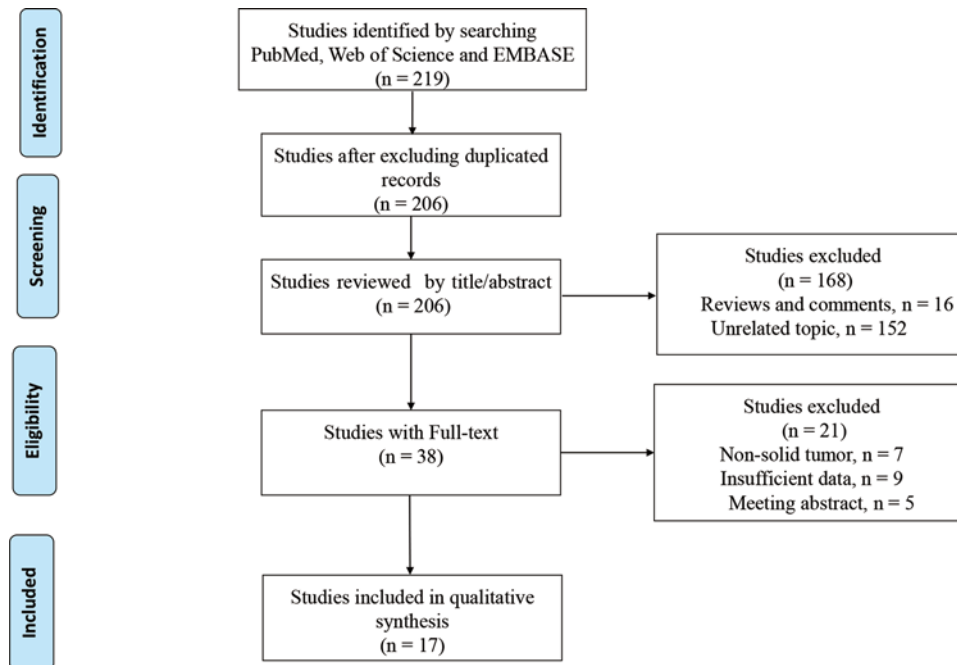 Identification
Studies identified by searching
PubMed, Web of Science and EMBASE
(n = 219)
Studies after excluding duplicated
records
(n = 206)
Screening
Studies reviewed by title/abstract
(n = 206)
Studies excluded
(n = 168)
Reviews and comments, n = 16
Unrelated topic, n = 152
Eligibility
Studies with Full-text
(n = 38)
Studies excluded
(n = 21)
Non-solid tumor, n = 7
Insufficient data, n = 9
Meeting abstract, n = 5
Included
Studies included in qualitative
synthesis
(n = 17)